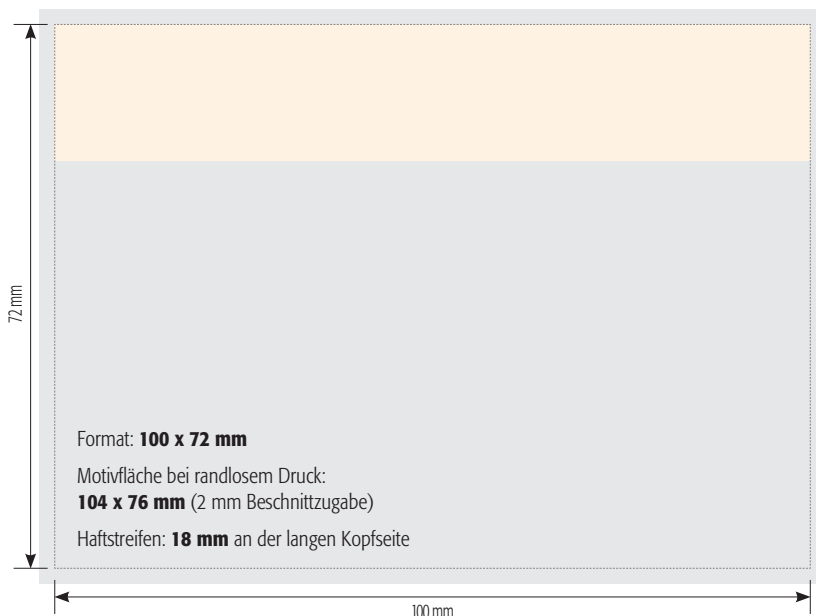 72 mm
Format: 100 x 72 mm
Motivfläche bei randlosem Druck:
104 x 76 mm (2 mm Beschnittzugabe)
Haftstreifen: 18 mm an der langen Kopfseite
100 mm